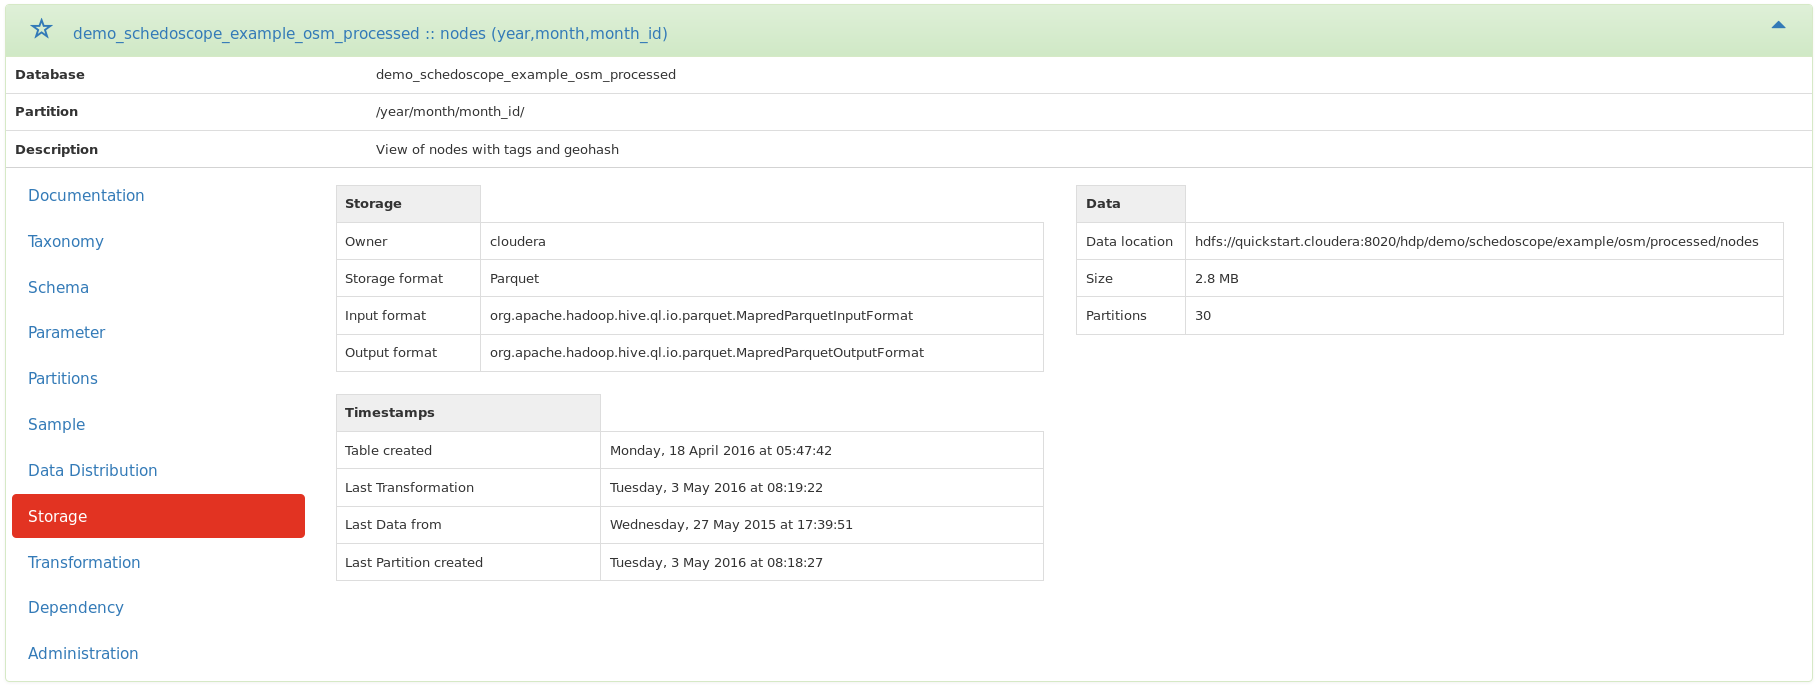 demo_schedoscope_example_osm_processed :: nodes (year,month,month_id)
Database demo_schedoscope_example_osm_processed
Partition /year/month/month_id/
Description View of nodes with tags and geohash
Documentation
Taxonomy
Schema
Parameter
Partitions
Sample
Data Distribution
Storage
Transformation
Dependency
Administration
Storage
Owner cloudera
Storage format Parquet
Input format org.apache.hadoop.hive.ql.io.parquet.MapredParquetInputFormat
Output format org.apache.hadoop.hive.ql.io.parquet.MapredParquetOutputFormat
Timestamps
Table created Monday, 18 April 2016 at 05:47:42
Last Transformation Tuesday, 3 May 2016 at 08:19:22
Last Data from Wednesday, 27 May 2015 at 17:39:51
Last Partition created Tuesday, 3 May 2016 at 08:18:27
Data
Data location hdfs://quickstart.cloudera:8020/hdp/demo/schedoscope/example/osm/processed/nodes
Size 2.8 MB
Partitions 30